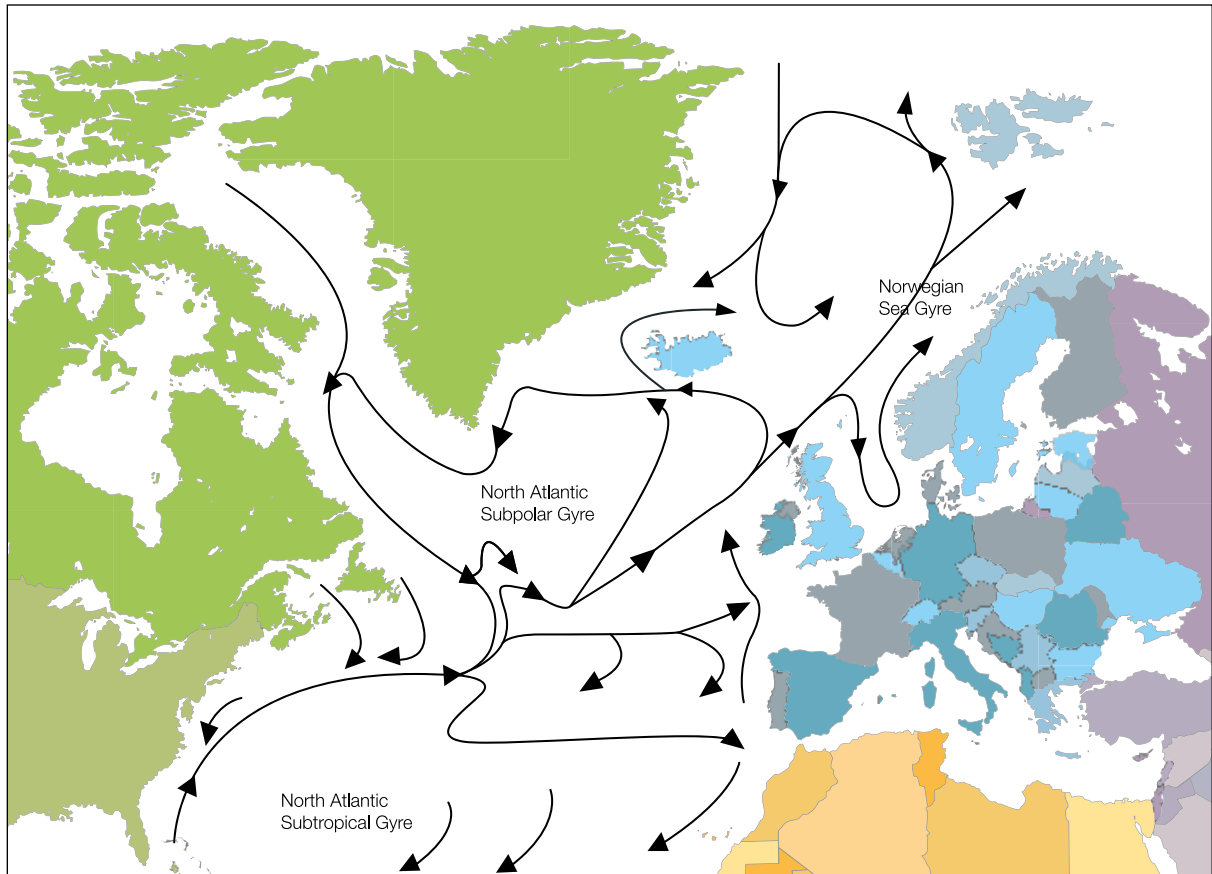 Norwegian
Sea Gyre
North Atlantic
Subpolar Gyre
North Atlantic
Subtropical Gyre